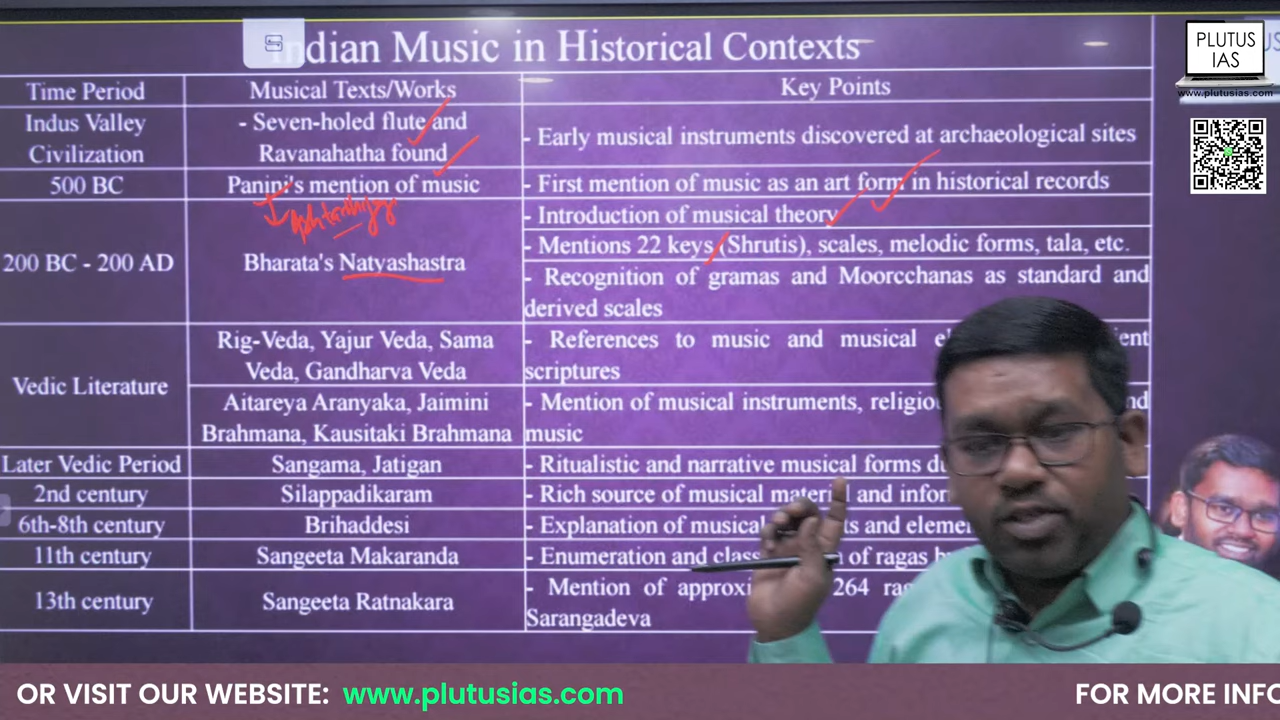 Indian Music in Historical Contexts
PLUTUS
IAS
www.plutusias.com
Time Period
Musical Texts/Works
Key Points
Indus Valley
Civilization
- Seven-holed flute and
Ravanahatha found
- Early musical instruments discovered at archaeological sites
500 BC
Panini's mention of music
- First mention of music as an art form in historical records
200 BC - 200 AD
Bharata's Natyashastra
- Introduction of musical theory
- Mentions 22 keys (Shrutis), scales, melodic forms, tala, etc.
- Recognition of gramas and Moorcchanas as standard and
derived scales
Vedic Literature
Rig-Veda, Yajur Veda, Sama
Veda, Gandharva Veda
- References to music and musical
scriptures
Aitareya Aranyaka, Jaimini
Brahmana, Kausitaki Brahmana
- Mention of musical instruments,
music
Later Vedic Period
Sangama, Jatigan
- Ritualistic and narrative musical forms
2nd century
Silappadikaram
- Rich source of musical and
6th-8th century
Brihaddesi
- Explanation of musical and
11th century
Sangeeta Makaranda
- Enumeration and of ragas
13th century
Sangeeta Ratnakara
- Mention of 264
Sarangadeva
OR VISIT OUR WEBSITE: www.plutusias.com
FOR MORE